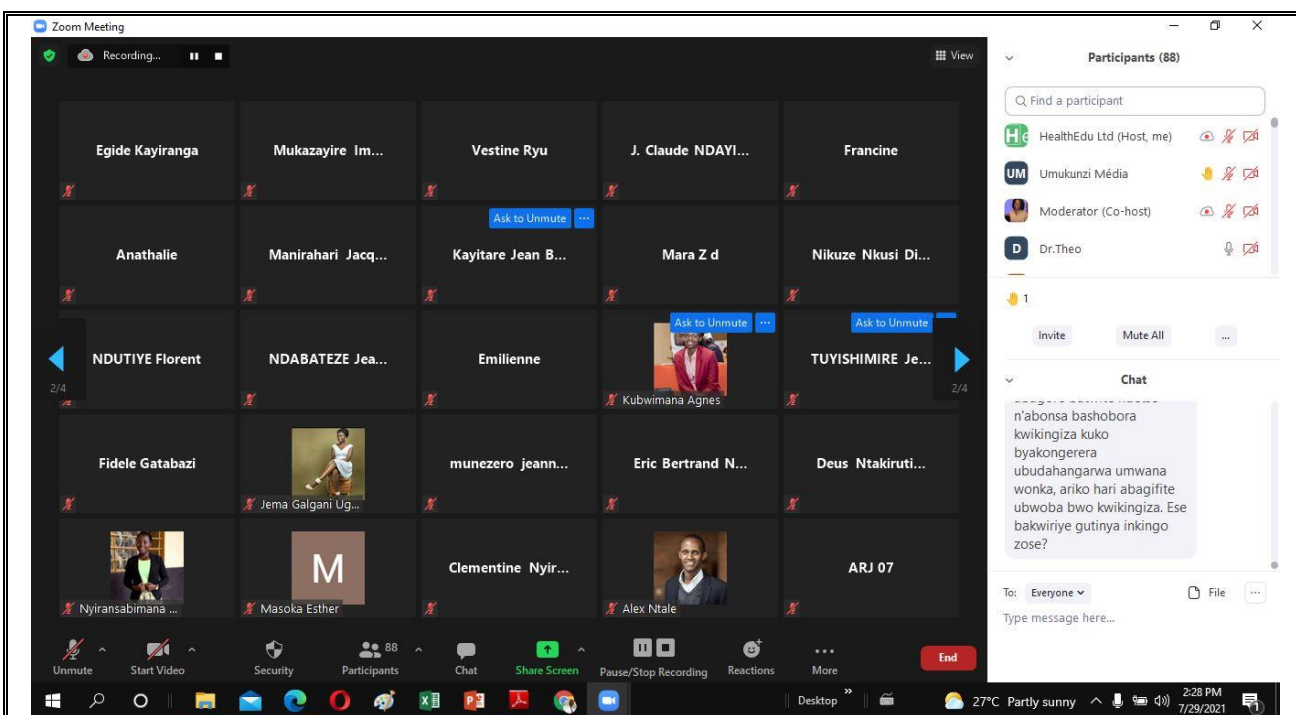 Zoom Meeting
Recording...
View
Egide Kayiranga
Mukazayire Im...
Vestine Ryu
J. Claude NDAYI...
Francine
Anathalie
Manirahari Jacq...
Ask to Unmute ...
Kayitare Jean B...
Mara Z d
Nikuze Nkusi Di...
2/4
NDUTIYE Florent
NDABATEZE Jea...
Emilienne
Ask to Unmute ...
Kubwimana Agnes
Ask to Unmute
TUYISHIMIRE Je...
2/4
Fidele Gatabazi
Jema Galgani Ug...
munezero jeann...
Eric Bertrand N...
Deus Ntakiruti...
Nyiransabimana ...
M
Masoka Esther
Clementine Nyir...
Alex Ntale
ARJ 07
Unmute
Start Video
Security
88
Participants
Chat
Share Screen
Pause/Stop Recording
Reactions
More
End
Participants (88)
Find a participant
He HealthEdu Ltd (Host, me)
UM Umukunzi Média
Moderator (Co-host)
D Dr.Theo
1
Invite
Mute All
...
Chat
n'abonsa bashobora
kwikingiza kuko
byakongerera
ubudahangarwa umwana
wonka, ariko hari abagifite
ubwoba bwo kwikingiza. Ese
bakwiriye gutinya inkingo
zose?
To: Everyone
File
...
Type message here...
Desktop »
27°C Partly sunny
2:28 PM
7/29/2021